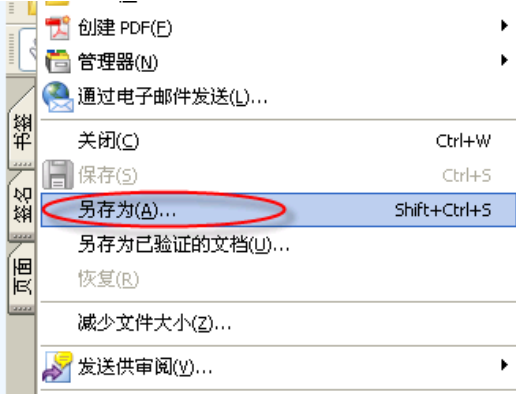 创建 PDF(F)
管理器(N)
通过电子邮件发送(L)...
关闭(C) Ctrl+W
保存(S) Ctrl+S
另存为(A)... Shift+Ctrl+S
另存为已验证的文档(U)...
恢复(R)
减少文件大小(Z)...
发送供审阅(V)...
书签
签名
页面